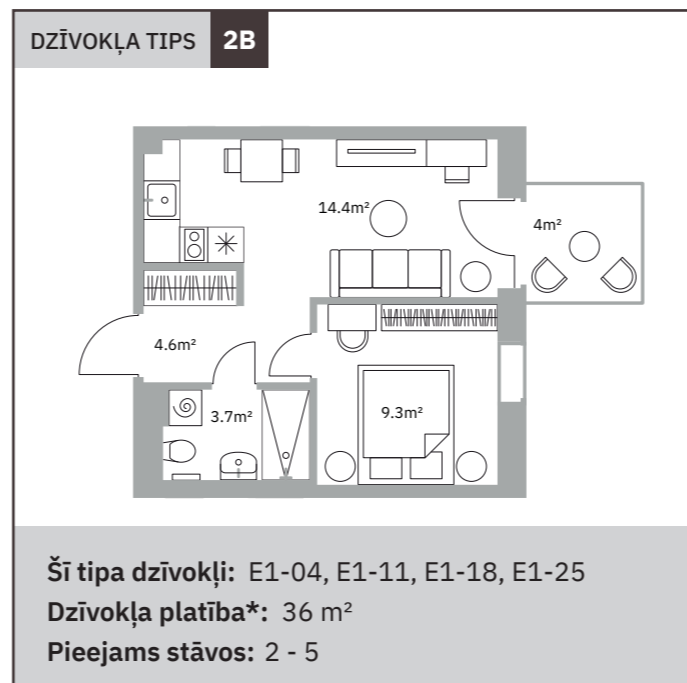 DZĪVOKĻA TIPS 2B
14.4m²
4m²
4.6m²
3.7m²
9.3m²
Šī tipa dzīvokļi: E1-04, E1-11, E1-18, E1-25
Dzīvokļa platība*: 36 m²
Pieejams stāvos: 2 - 5